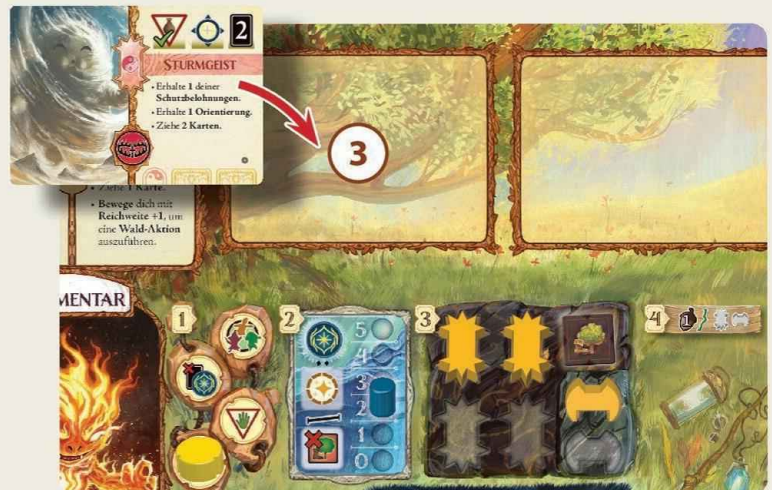 2
STURMGEIST
• Erhalte 1 deiner
Schutzbelohnungen.
• Erhalte 1 Orientierung.
• Ziehe 2 Karten.
3
• Ziehe 1 Karte.
• Bewege dich mit
Reichweite +1, um
eine Wald-Aktion
auszuführen.
MENTAR
1
2
5
4
3
2
1
0
3
4
1